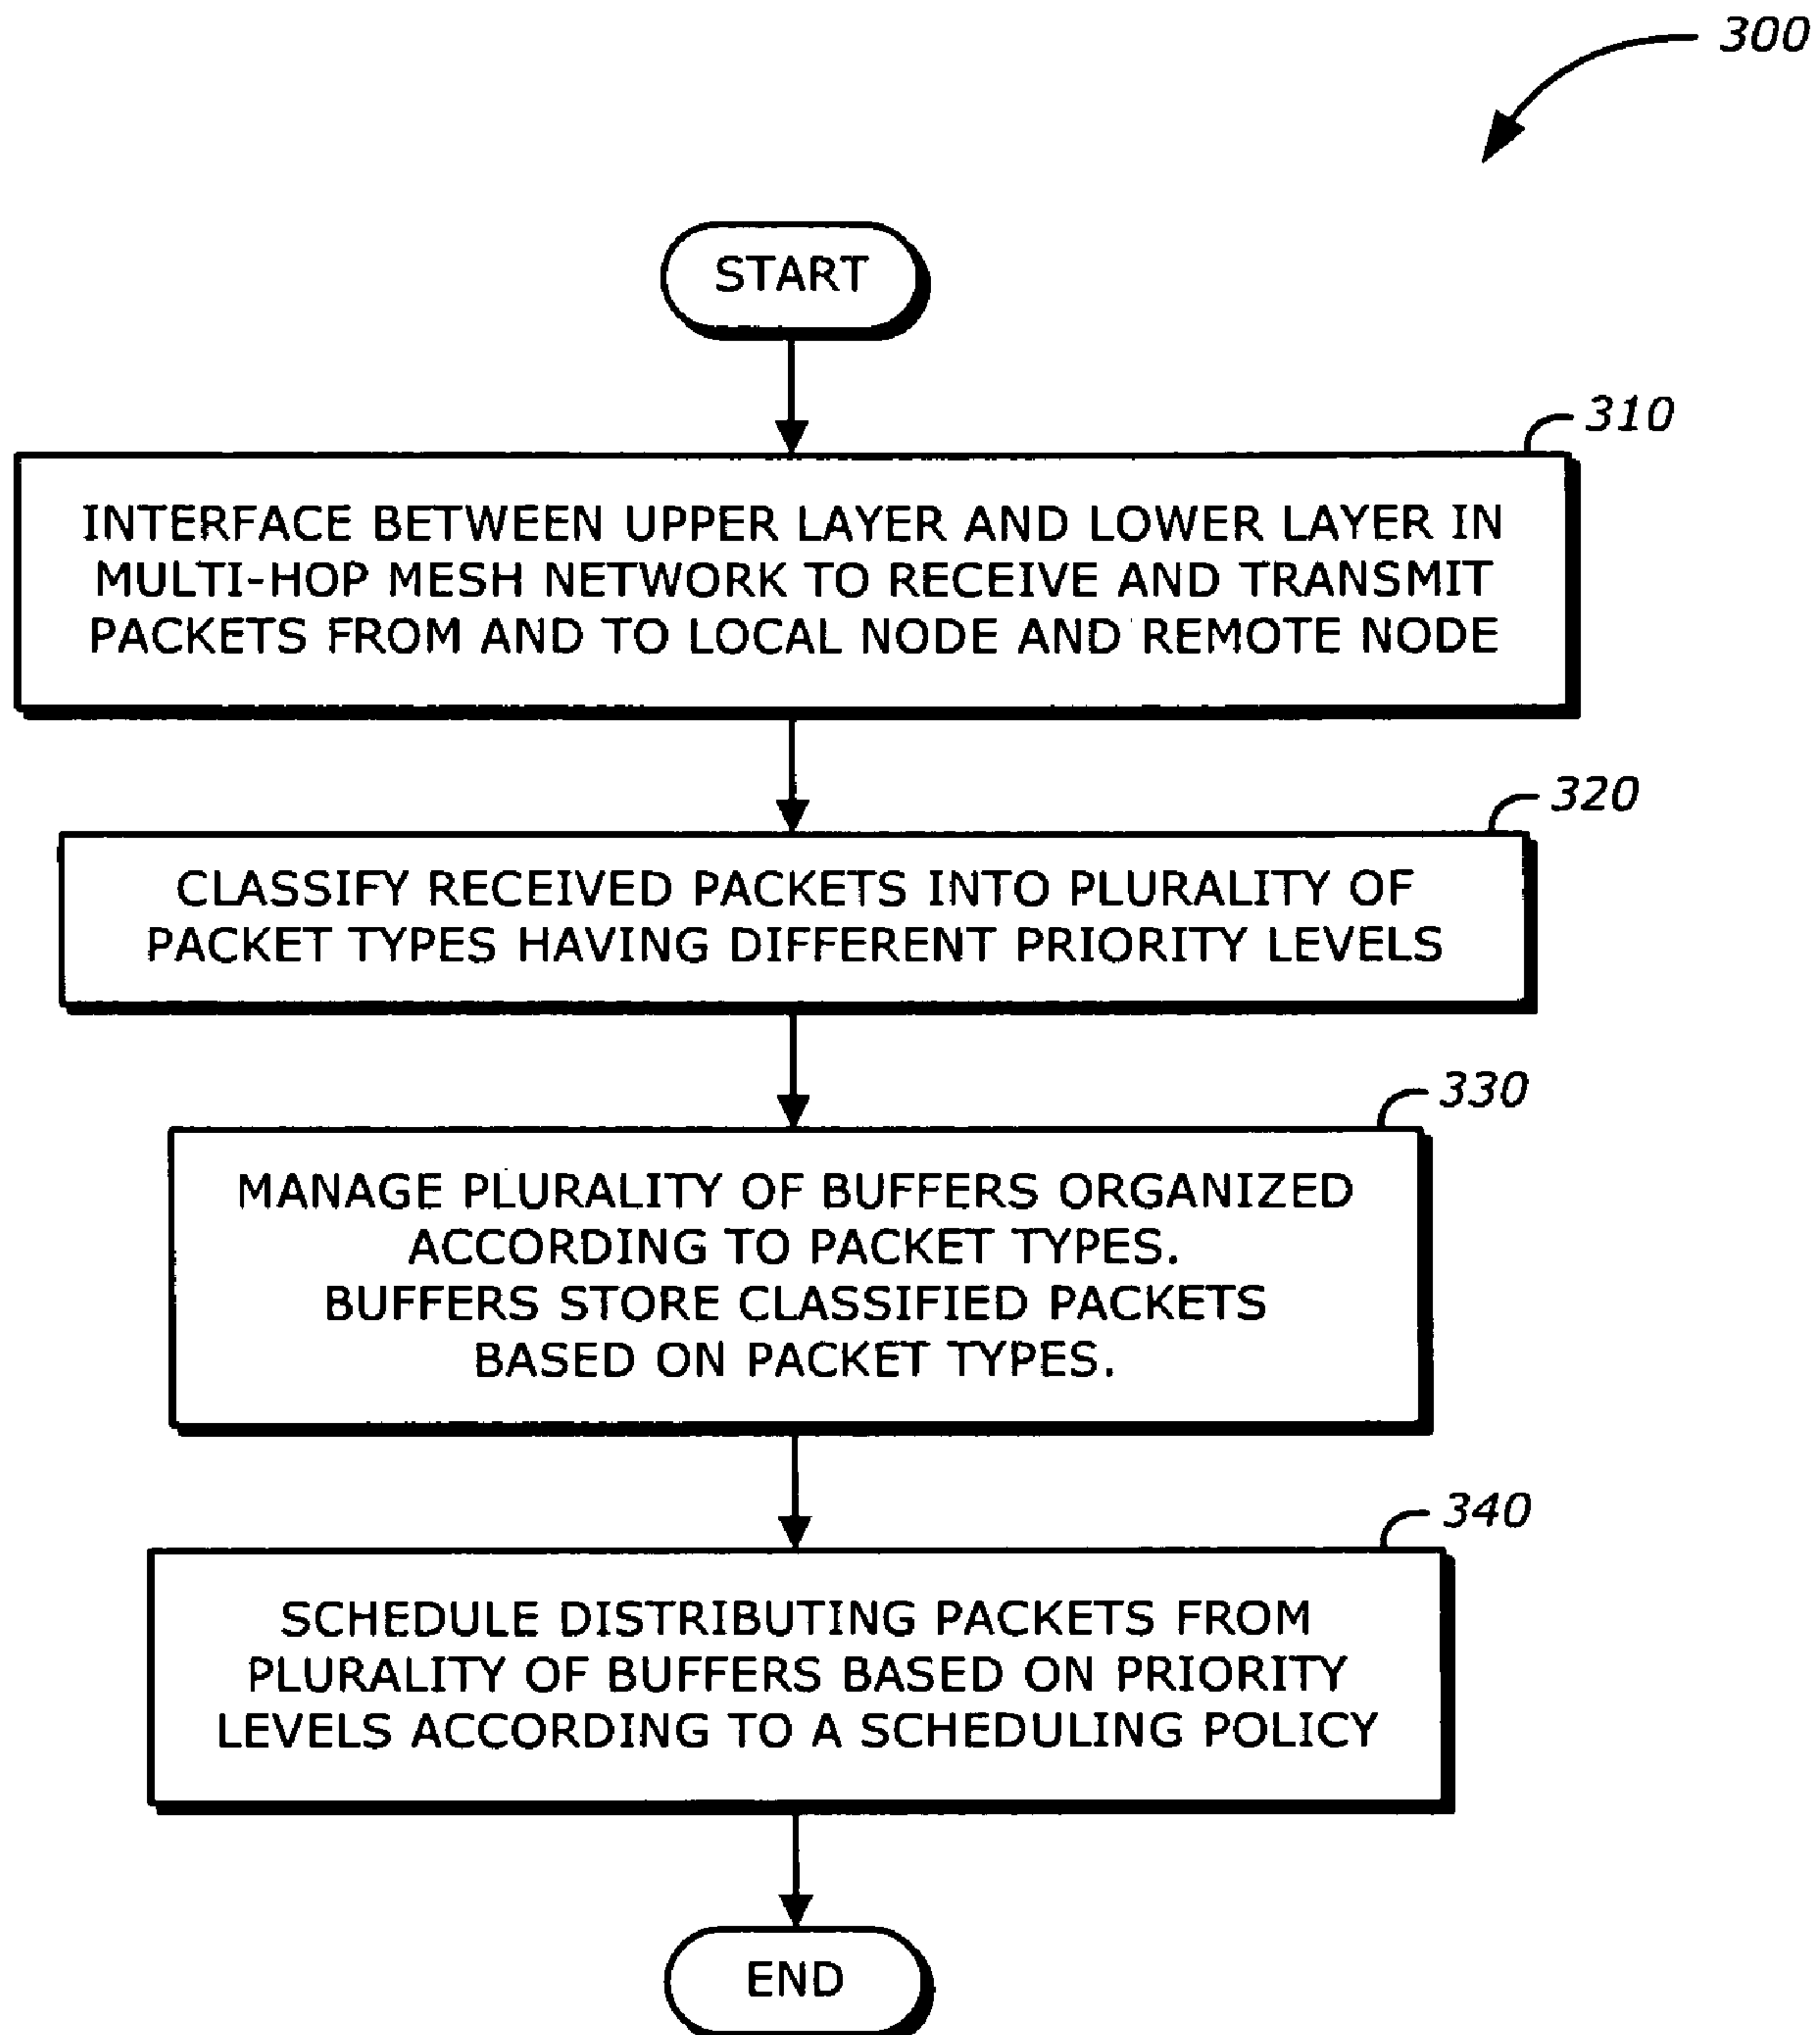 300
START
310
INTERFACE BETWEEN UPPER LAYER AND LOWER LAYER IN
MULTI-HOP MESH NETWORK TO RECEIVE AND TRANSMIT
PACKETS FROM AND TO LOCAL NODE AND REMOTE NODE
320
CLASSIFY RECEIVED PACKETS INTO PLURALITY OF
PACKET TYPES HAVING DIFFERENT PRIORITY LEVELS
330
MANAGE PLURALITY OF BUFFERS ORGANIZED
ACCORDING TO PACKET TYPES.
BUFFERS STORE CLASSIFIED PACKETS
BASED ON PACKET TYPES.
340
SCHEDULE DISTRIBUTING PACKETS FROM
PLURALITY OF BUFFERS BASED ON PRIORITY
LEVELS ACCORDING TO A SCHEDULING POLICY
END